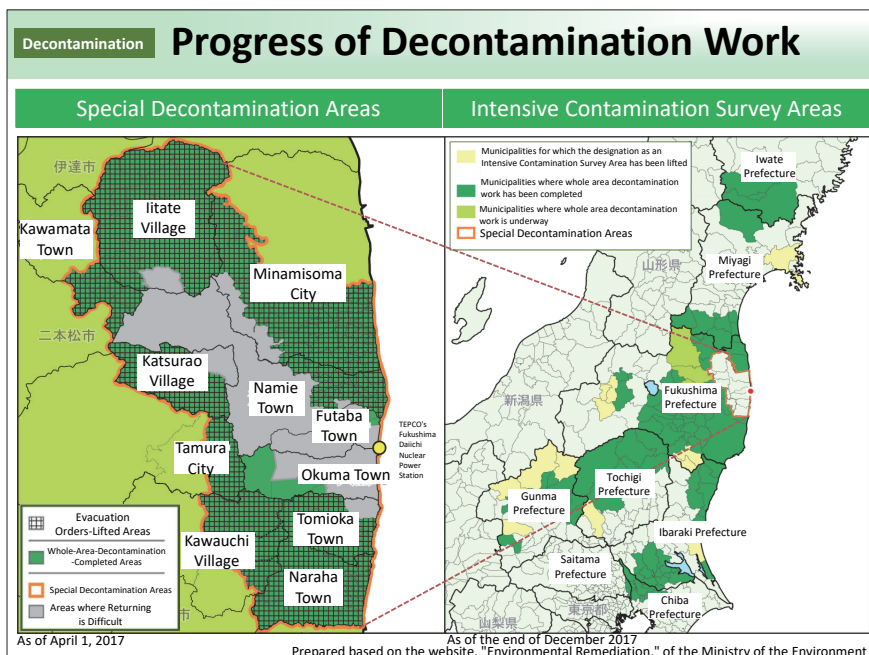 Decontamination
Progress of Decontamination Work
Special Decontamination Areas
Intensive Contamination Survey Areas
伊達市
Iitate
Village
Kawamata
Town
Minamisoma
City
二本松市
Katsurao
Village
Namie
Town
Futaba
Town
TEPCO's
Fukushima
Daiichi
Nuclear
Power
Station
Tamura
City
Okuma Town
Tomioka
Town
Kawauchi
Village
Naraha
Town
Evacuation
Orders-Lifted Areas
Whole-Area-Decontamination
-Completed Areas
Special Decontamination Areas
Areas where Returning
is Difficult
市
As of April 1, 2017
Municipalities for which the designation as an
Intensive Contamination Survey Area has been lifted
Municipalities where whole area decontamination
work has been completed
Municipalities where whole area decontamination
work is underway
Special Decontamination Areas
Iwate
Prefecture
Miyagi
Prefecture
山形県
新潟県
Fukushima
Prefecture
Tochigi
Prefecture
Gunma
Prefecture
Ibaraki Prefecture
Saitama
Prefecture
Chiba
Prefecture
東京都
山梨県
As of the end of December 2017
Prepared based on the website, "Environmental Remediation," of the Ministry of the Environment